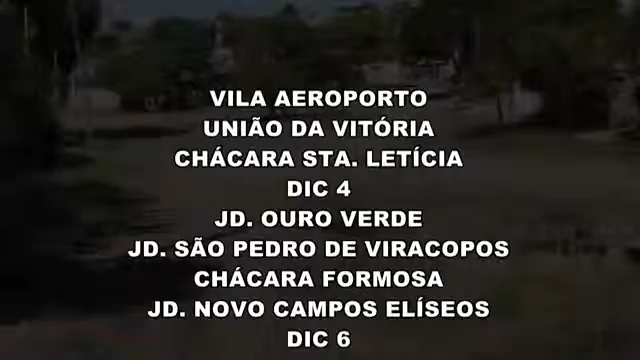 VILA AEROPORTO
UNIÃO DA VITÓRIA
CHÁCARA STA. LETÍCIA
DIC 4
JD. OURO VERDE
JD. SÃO PEDRO DE VIRACOPOS
CHÁCARA FORMOSA
JD. NOVO CAMPOS ELÍSEOS
DIC 6